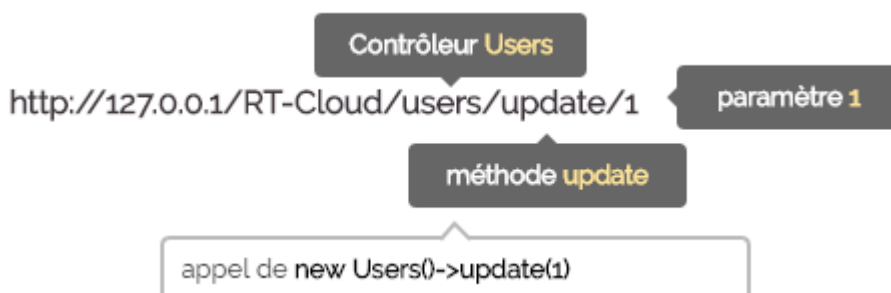 Contrôleur Users
http://127.0.0.1/RT-Cloud/users/update/1
paramètre 1
méthode update
appel de new Users()->update(1)